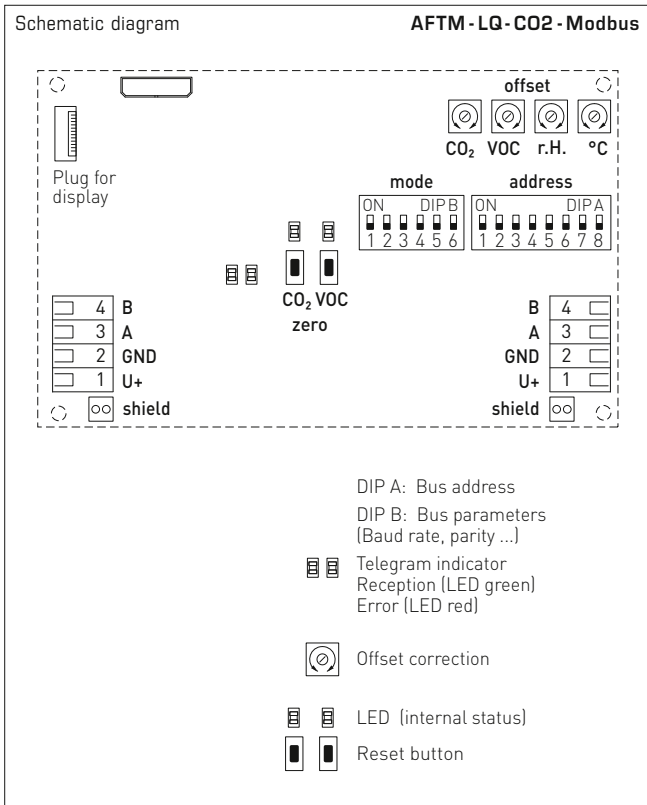 Schematic diagram AFTM-LQ-CO2-Modbus
offset
CO₂ VOC r.H. °C
Plug for
display
mode address
ON DIP B ON DIP A
1 2 3 4 5 6 1 2 3 4 5 6 7 8
CO₂ VOC
zero
4 B B 4
3 A A 3
2 GND GND 2
1 U+ U+ 1
shield shield
DIP A: Bus address
DIP B: Bus parameters
(Baud rate, parity ...)
Telegram indicator
Reception (LED green)
Error (LED red)
Offset correction
LED (internal status)
Reset button